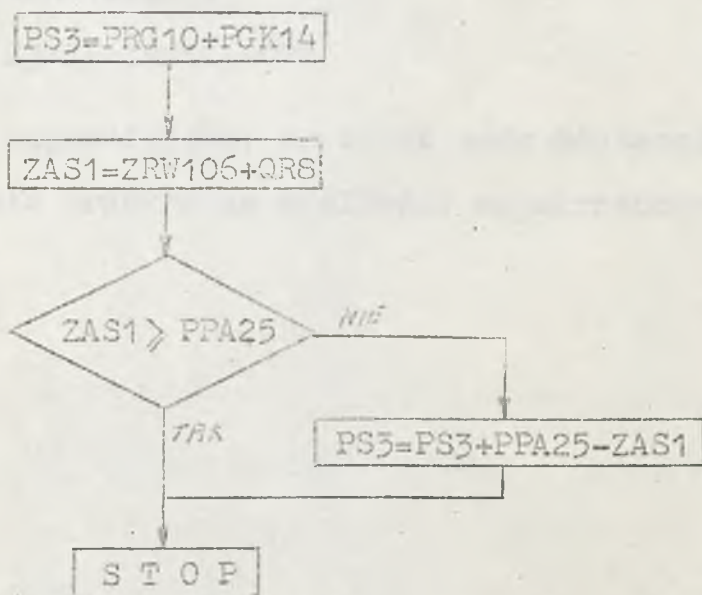 PS3=PRG10+PGK14
ZAS1=ZRW106+QR8
ZAS1 ⩾ PPA25
NIE
TAK
PS3=PS3+PPA25-ZAS1
S T O P